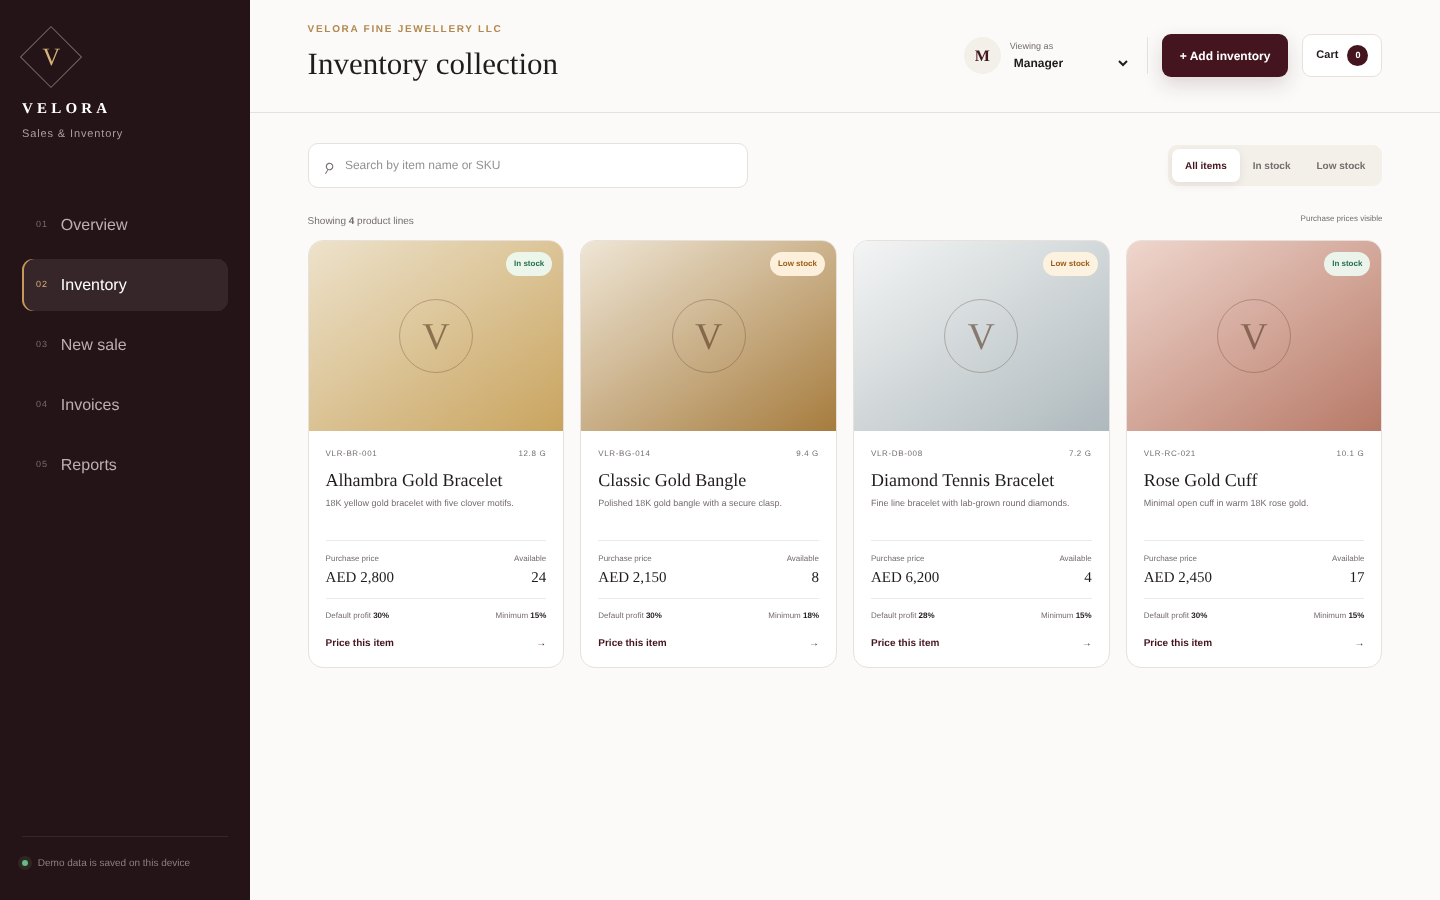 V
VELORA
Sales & Inventory
01 Overview
02 Inventory
03 New sale
04 Invoices
05 Reports
Demo data is saved on this device
VELORA FINE JEWELLERY LLC
Inventory collection
M
Viewing as
Manager
+ Add inventory
Cart 0
Search by item name or SKU
All items In stock Low stock
Showing 4 product lines
Purchase prices visible
In stock
V
VLR-BR-001 12.8 G
Alhambra Gold Bracelet
18K yellow gold bracelet with five clover motifs.
Purchase price Available
AED 2,800 24
Default profit 30% Minimum 15%
Price this item →
Low stock
V
VLR-BG-014 9.4 G
Classic Gold Bangle
Polished 18K gold bangle with a secure clasp.
Purchase price Available
AED 2,150 8
Default profit 30% Minimum 18%
Price this item →
Low stock
V
VLR-DB-008 7.2 G
Diamond Tennis Bracelet
Fine line bracelet with lab-grown round diamonds.
Purchase price Available
AED 6,200 4
Default profit 28% Minimum 15%
Price this item →
In stock
V
VLR-RC-021 10.1 G
Rose Gold Cuff
Minimal open cuff in warm 18K rose gold.
Purchase price Available
AED 2,450 17
Default profit 30% Minimum 15%
Price this item →